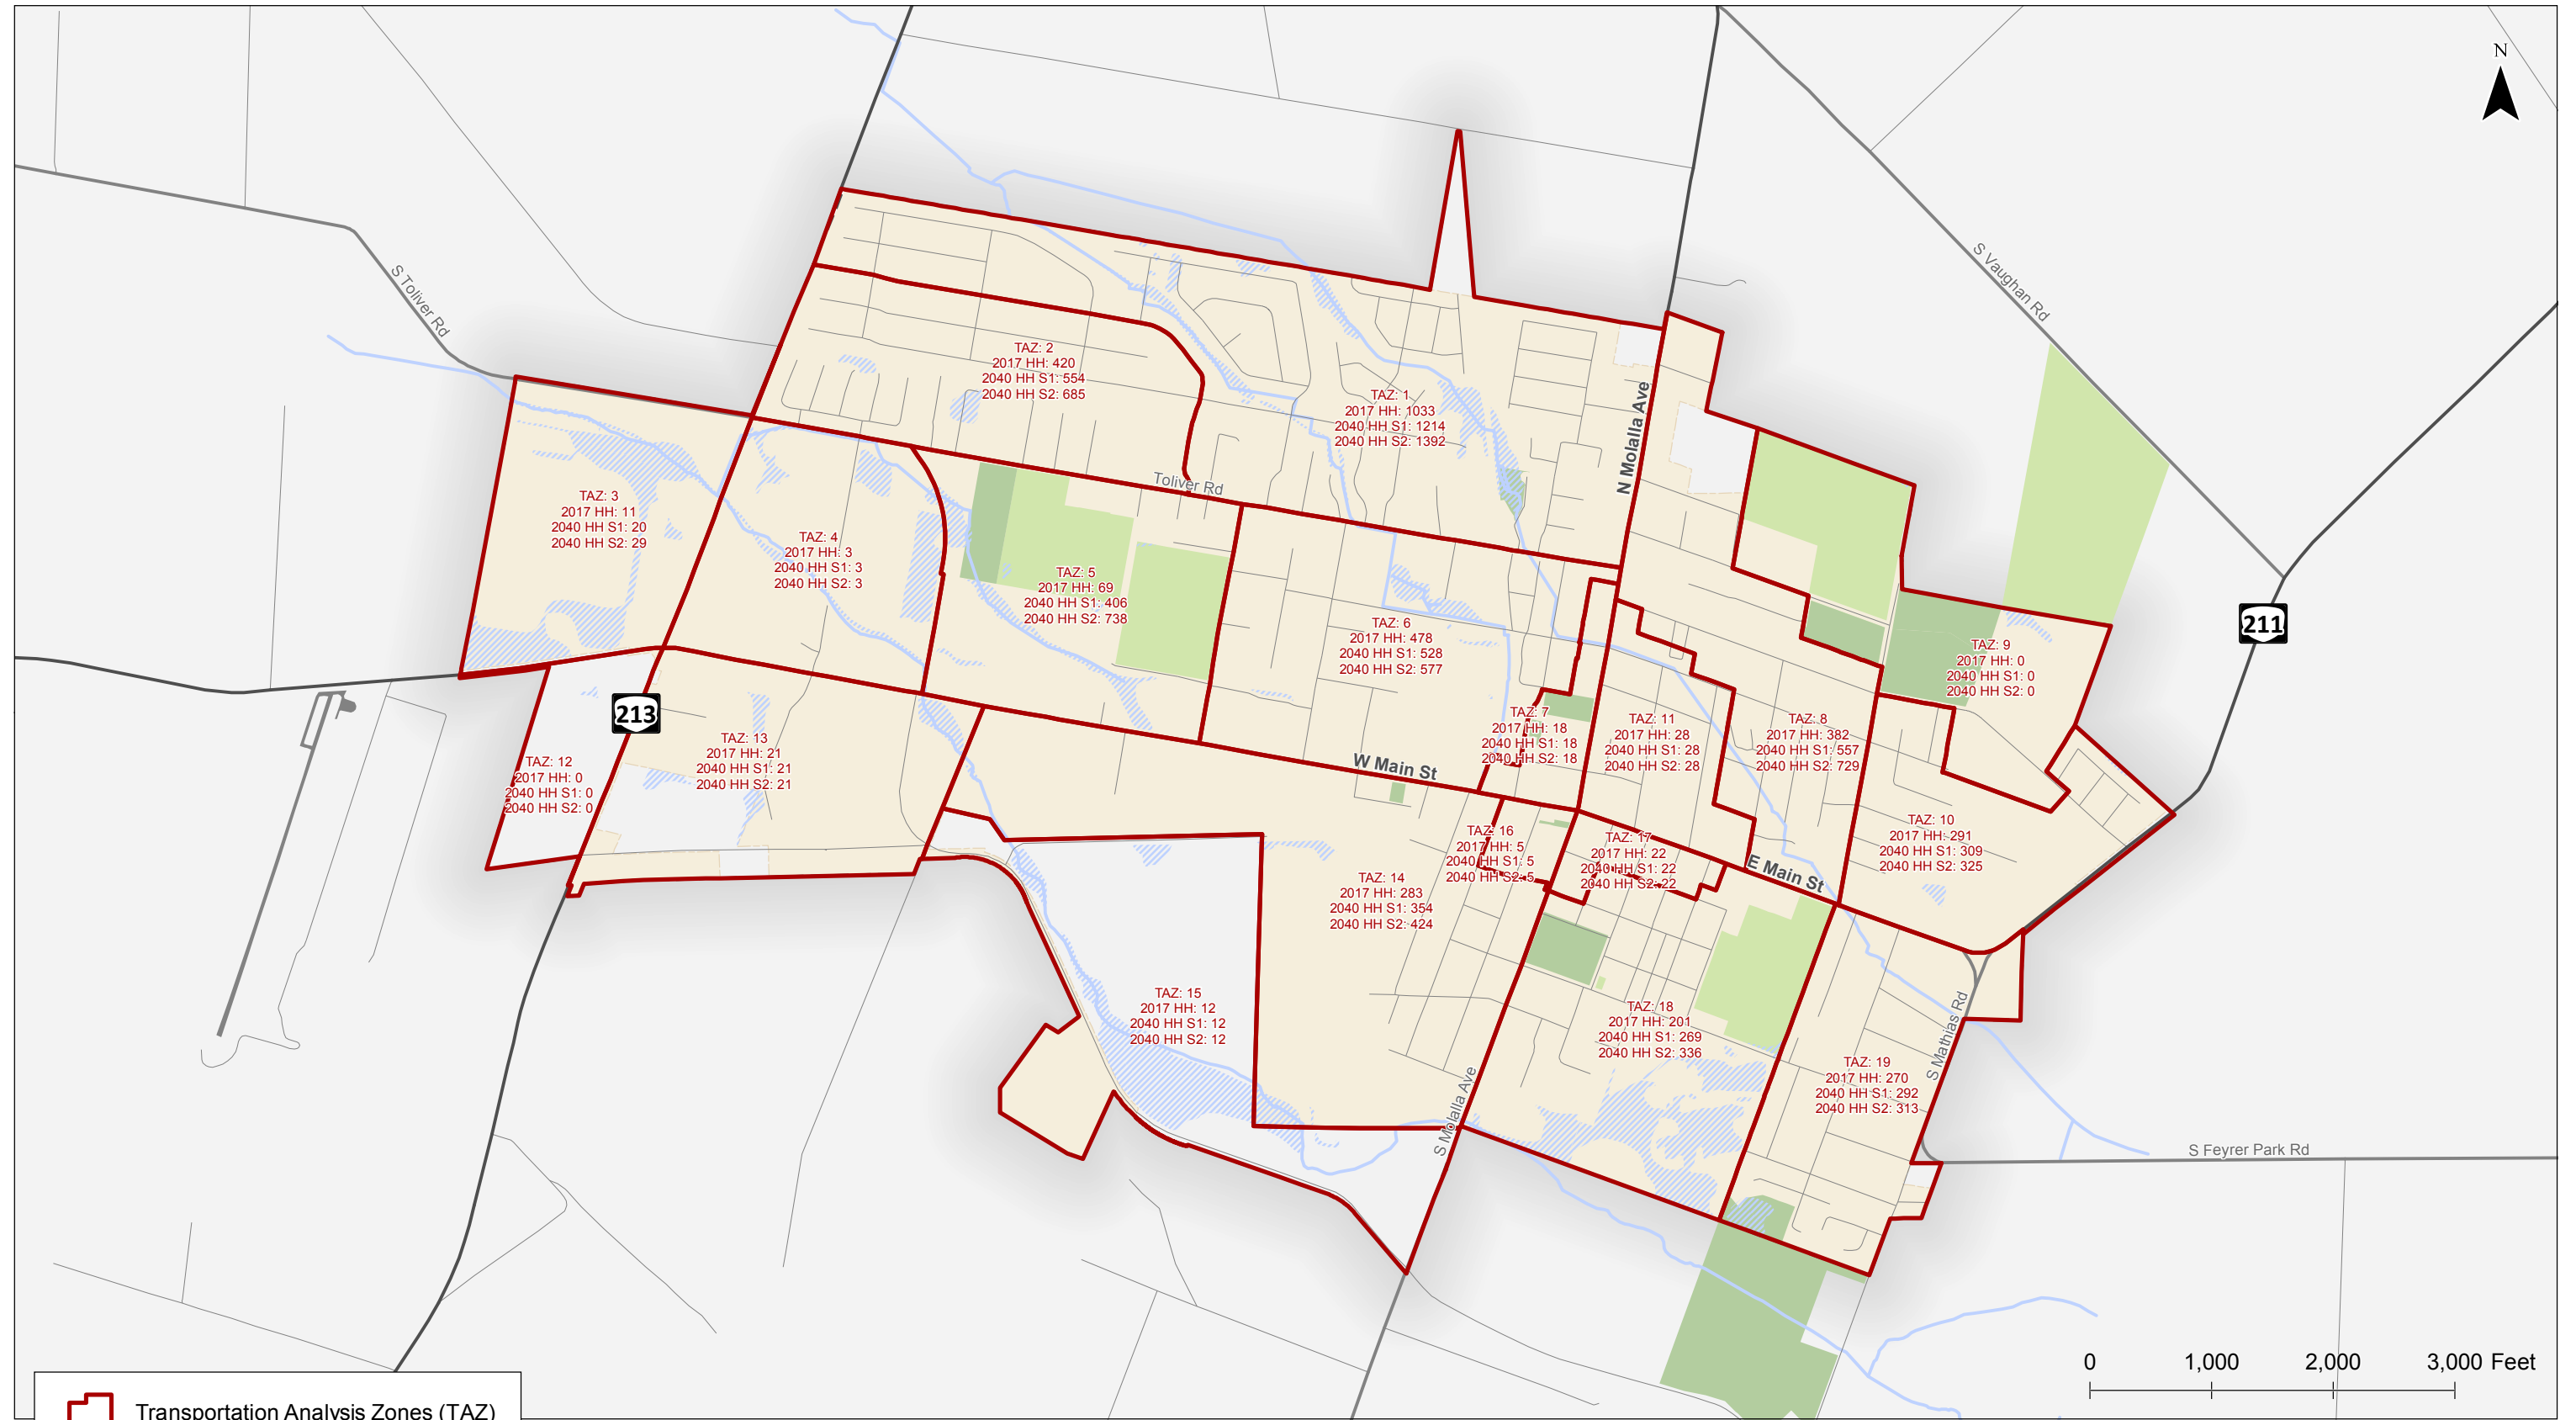 N
S Vaughan Rd
S Toliver Rd
TAZ: 2
2017 HH: 420
2040 HH S1: 554
2040 HH S2: 685
TAZ: 1
2017 HH: 1033
2040 HH S1: 1214
2040 HH S2: 1392
N Molalla Ave
Toliver Rd
TAZ: 3
2017 HH: 11
2040 HH S1: 20
2040 HH S2: 29
TAZ: 4
2017 HH: 3
2040 HH S1: 3
2040 HH S2: 3
TAZ: 5
2017 HH: 69
2040 HH S1: 406
2040 HH S2: 738
TAZ: 6
2017 HH: 478
2040 HH S1: 528
2040 HH S2: 577
211
TAZ: 9
2017 HH: 0
2040 HH S1: 0
2040 HH S2: 0
213
TAZ: 7
2017 HH: 18
2040 HH S1: 18
2040 HH S2: 18
TAZ: 11
2017 HH: 28
2040 HH S1: 28
2040 HH S2: 28
TAZ: 8
2017 HH: 382
2040 HH S1: 557
2040 HH S2: 729
TAZ: 12
2017 HH: 0
2040 HH S1: 0
2040 HH S2: 0
TAZ: 13
2017 HH: 21
2040 HH S1: 21
2040 HH S2: 21
W Main St
TAZ: 16
2017 HH: 5
2040 HH S1: 5
2040 HH S2: 5
TAZ: 17
2017 HH: 22
2040 HH S1: 22
2040 HH S2: 22
E Main St
TAZ: 10
2017 HH: 291
2040 HH S1: 309
2040 HH S2: 325
TAZ: 14
2017 HH: 283
2040 HH S1: 354
2040 HH S2: 424
TAZ: 15
2017 HH: 12
2040 HH S1: 12
2040 HH S2: 12
TAZ: 18
2017 HH: 201
2040 HH S1: 269
2040 HH S2: 336
S Mathias Rd
TAZ: 19
2017 HH: 270
2040 HH S1: 292
2040 HH S2: 313
S Molalla Ave
S Feyrer Park Rd
0 1,000 2,000 3,000 Feet
Transportation Analysis Zones (TAZ)